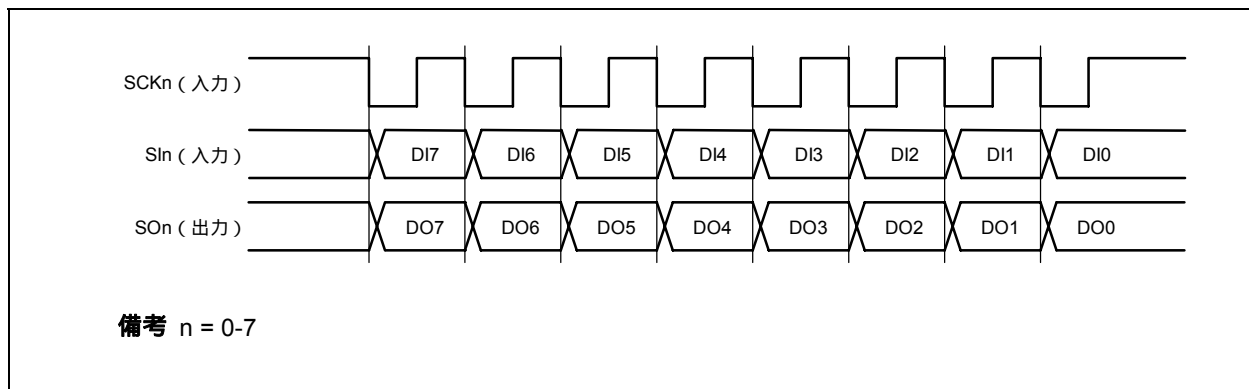 SCKn（入力）
SIn（入力） DI7 DI6 DI5 DI4 DI3 DI2 DI1 DI0
SOn（出力） DO7 DO6 DO5 DO4 DO3 DO2 DO1 DO0
備考 n = 0-7